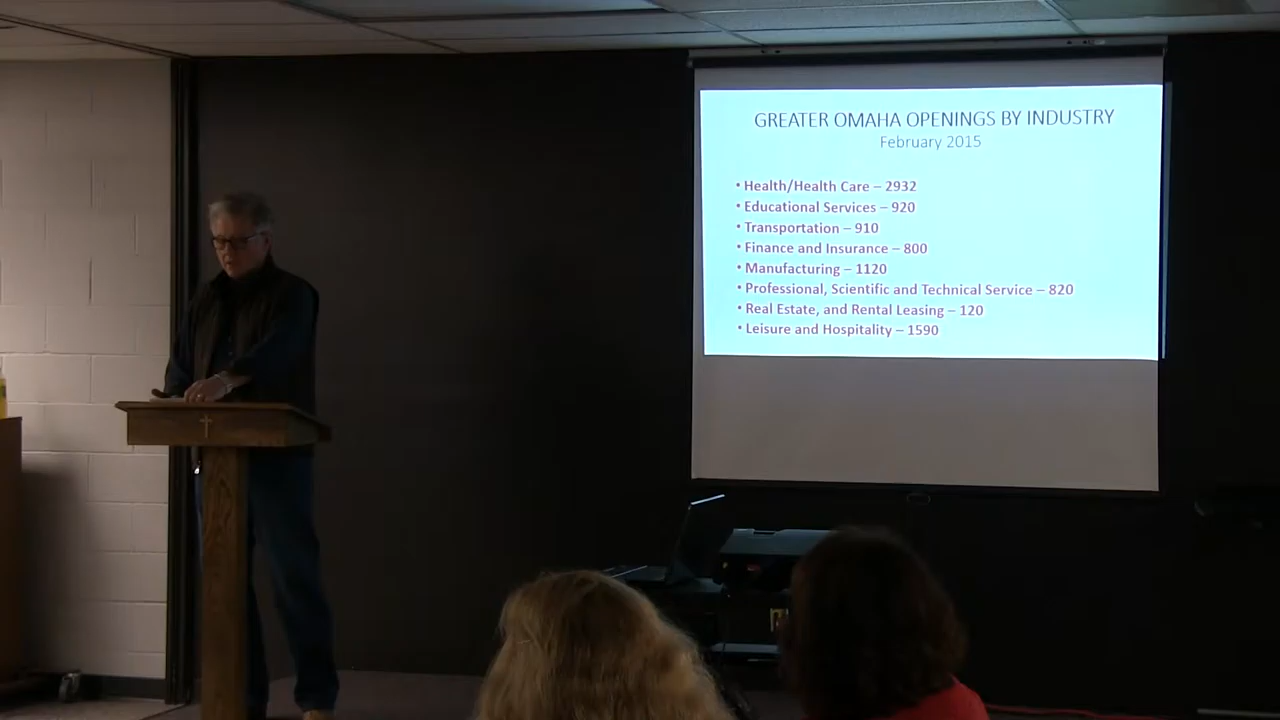 GREATER OMAHA OPENINGS BY INDUSTRY
February 2015
• Health/Health Care – 2932
• Educational Services – 920
• Transportation – 910
• Finance and Insurance – 800
• Manufacturing – 1120
• Professional, Scientific and Technical Service – 820
• Real Estate, and Rental Leasing – 120
• Leisure and Hospitality – 1590